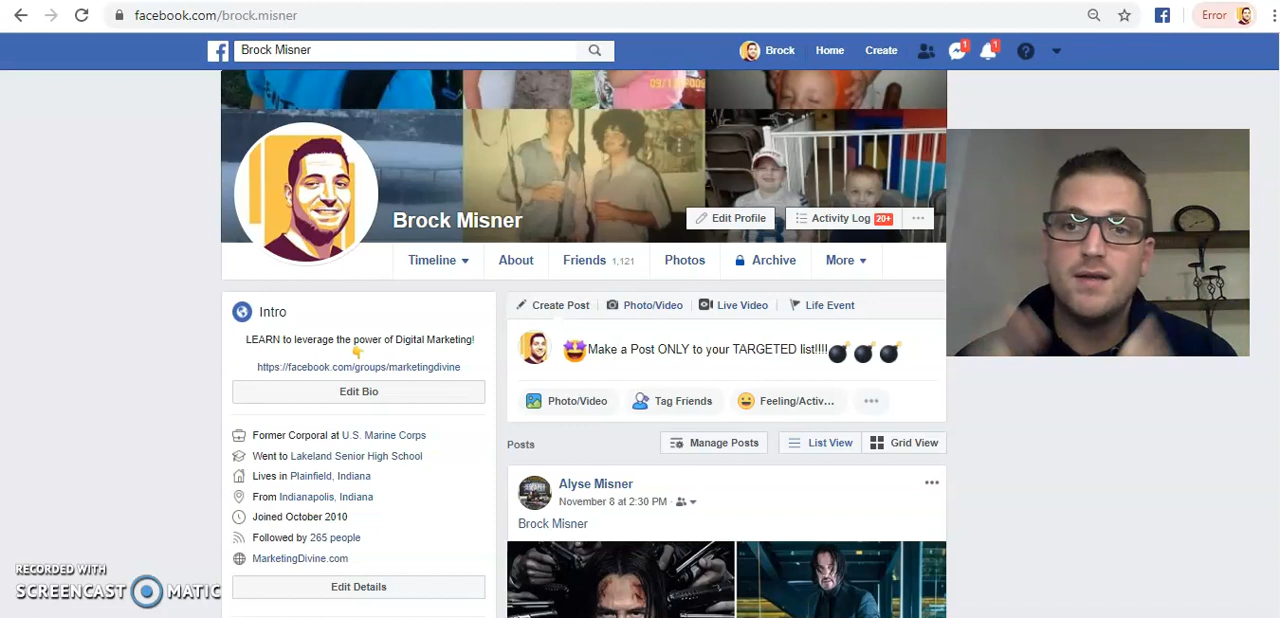 facebook.com/brock.misner
Error
Brock Misner
Brock
Home
Create
1
1
Brock Misner
Edit Profile
Activity Log 20+
Timeline
About
Friends 1,121
Photos
Archive
More
Intro
LEARN to leverage the power of Digital Marketing!
https://facebook.com/groups/marketingdivine
Edit Bio
Former Corporal at U.S. Marine Corps
Went to Lakeland Senior High School
Lives in Plainfield, Indiana
From Indianapolis, Indiana
Joined October 2010
Followed by 265 people
MarketingDivine.com
Edit Details
Create Post
Photo/Video
Live Video
Life Event
🤩Make a Post ONLY to your TARGETED list!!!!💣💣💣
Photo/Video
Tag Friends
Feeling/Activ...
Posts
Manage Posts
List View
Grid View
Alyse Misner
November 8 at 2:30 PM
Brock Misner
RECORDED WITH
SCREENCAST MATIC